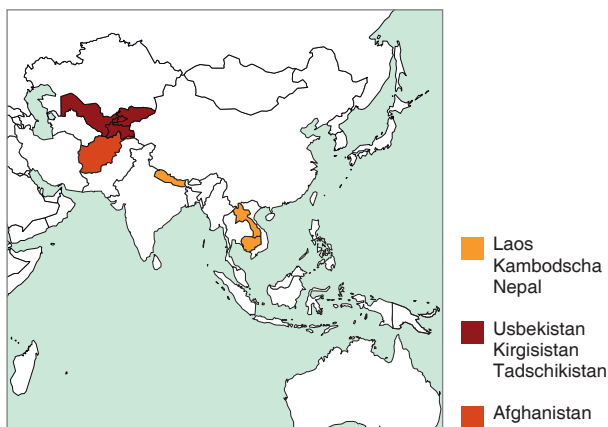 Laos
Kambodscha
Nepal
Usbekistan
Kirgisistan
Tadschikistan
Afghanistan